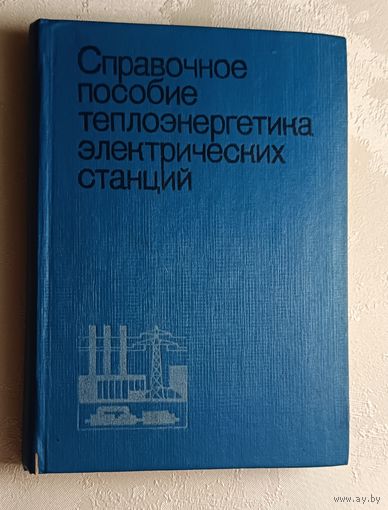 Справочное
пособие
теплоэнергетика
электрических
станций
www.ay.by